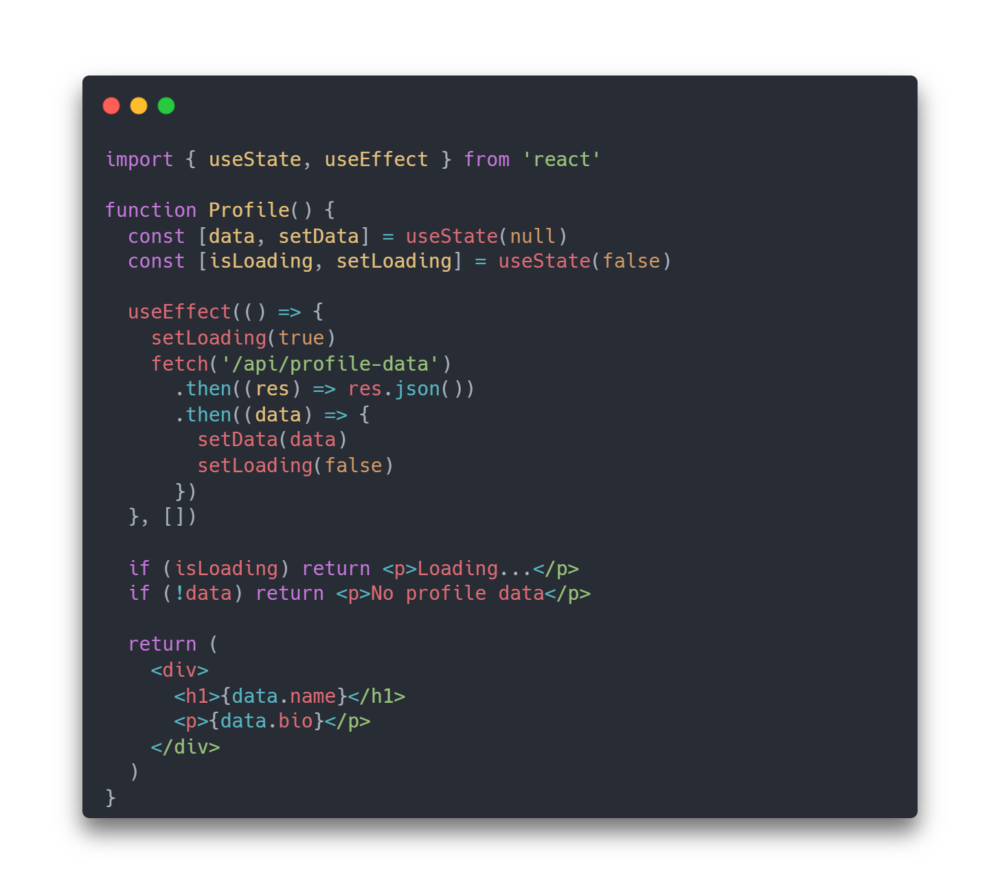 import { useState, useEffect } from 'react'

function Profile() {
  const [data, setData] = useState(null)
  const [isLoading, setLoading] = useState(false)

  useEffect(() => {
    setLoading(true)
    fetch('/api/profile-data')
      .then((res) => res.json())
      .then((data) => {
        setData(data)
        setLoading(false)
      })
  }, [])

  if (isLoading) return <p>Loading...</p>
  if (!data) return <p>No profile data</p>

  return (
    <div>
      <h1>{data.name}</h1>
      <p>{data.bio}</p>
    </div>
  )
}